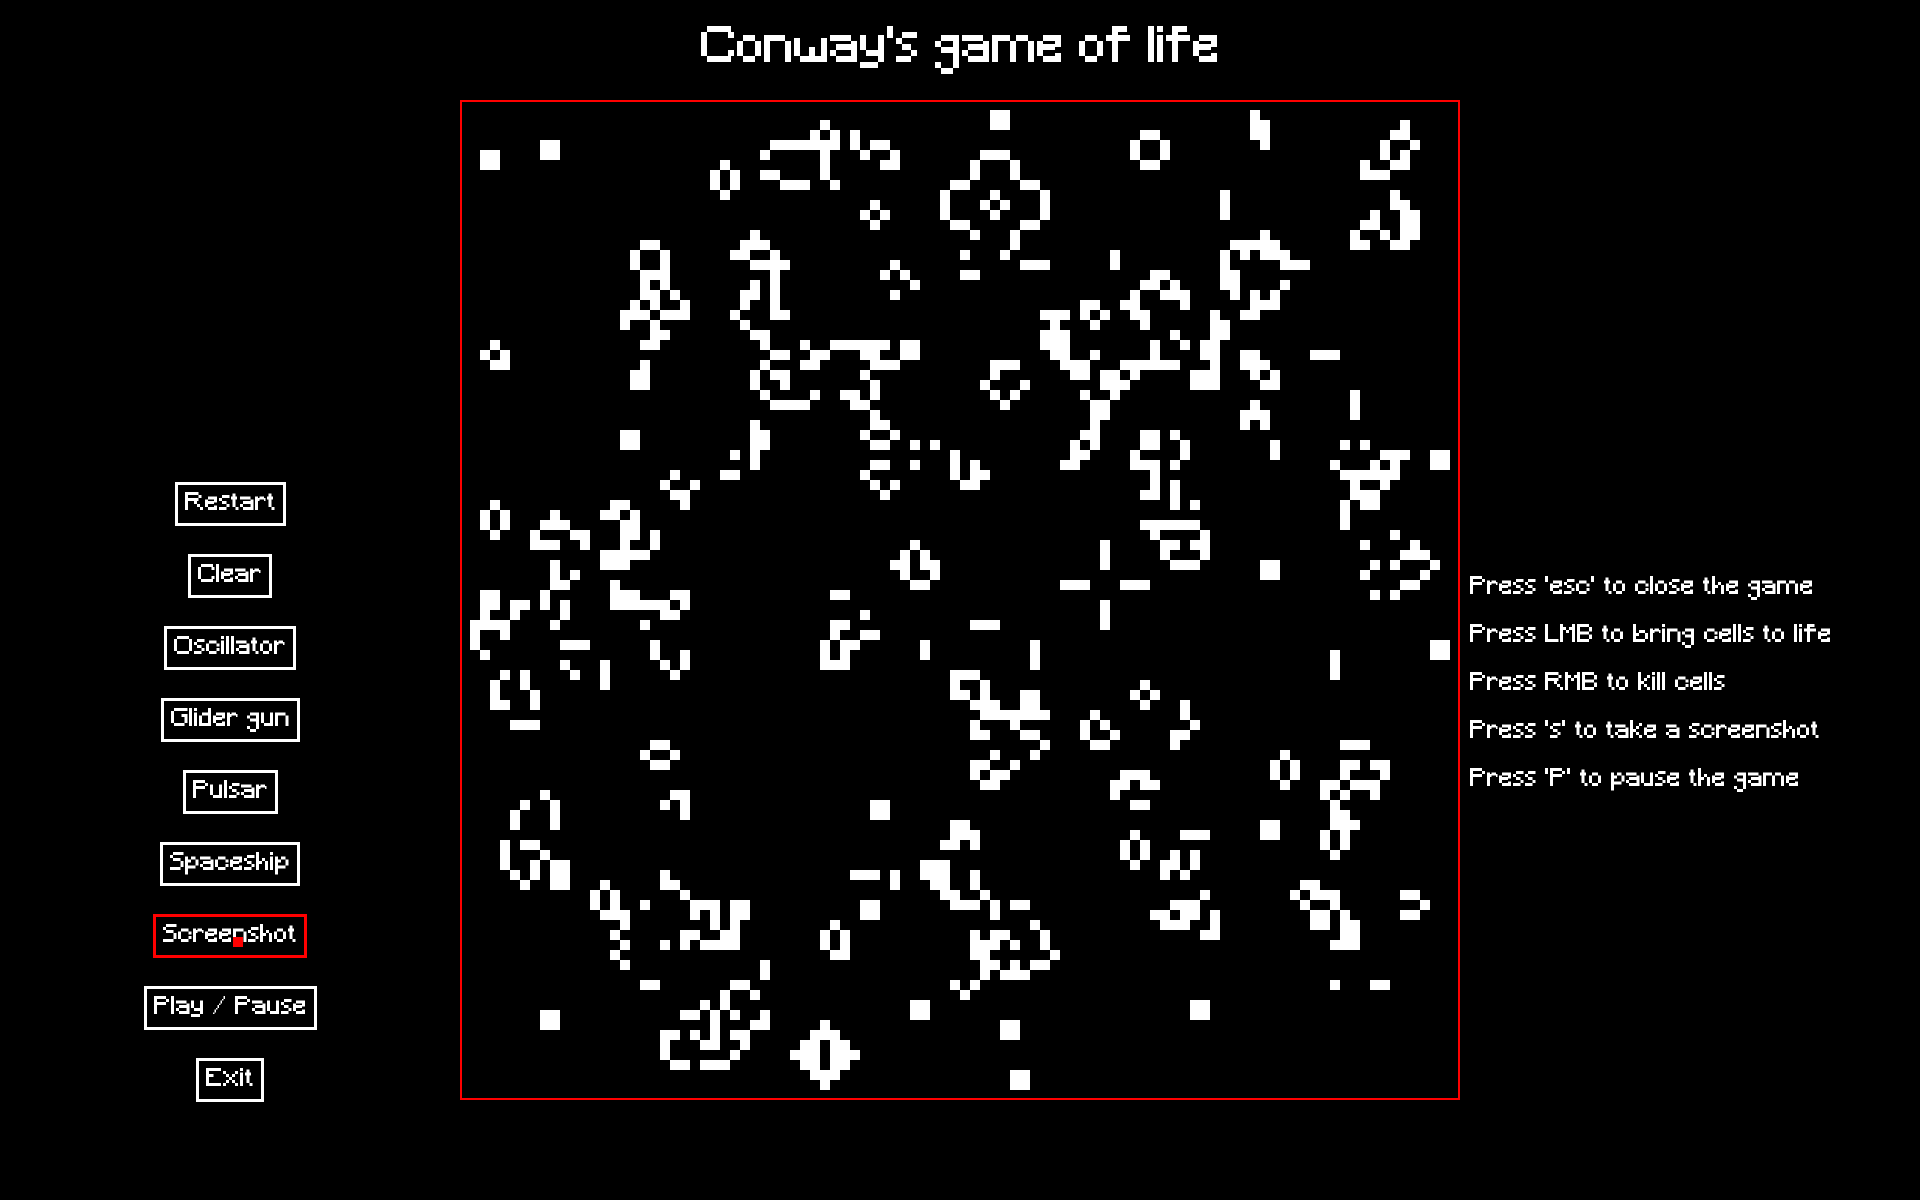 Conway's game of life
Restart
Clear
Oscillator
Glider gun
Pulsar
Spaceship
Screenshot
Play / Pause
Exit
Press 'esc' to close the game
Press LMB to bring cells to life
Press RMB to kill cells
Press 's' to take a screenshot
Press 'P' to pause the game